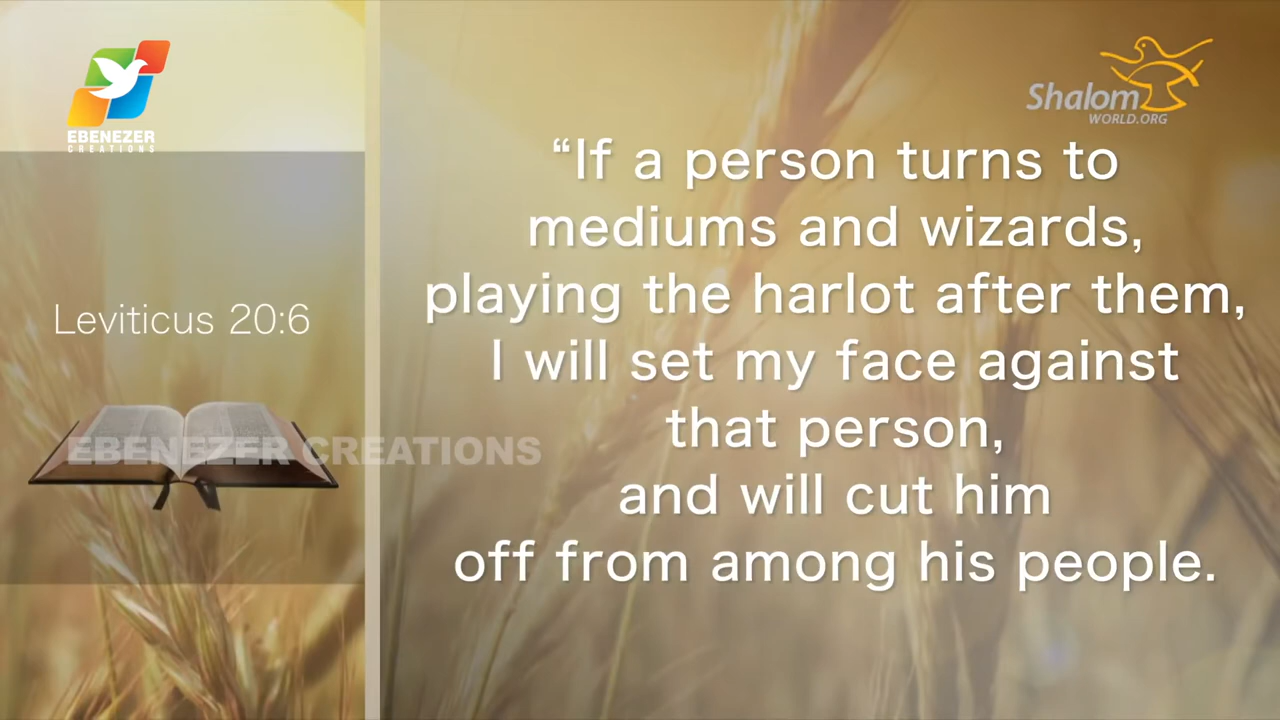 EBENEZER
CREATIONS
Shalom
WORLD.ORG
Leviticus 20:6
“If a person turns to
mediums and wizards,
playing the harlot after them,
I will set my face against
that person,
and will cut him
off from among his people.
EBENEZER CREATIONS